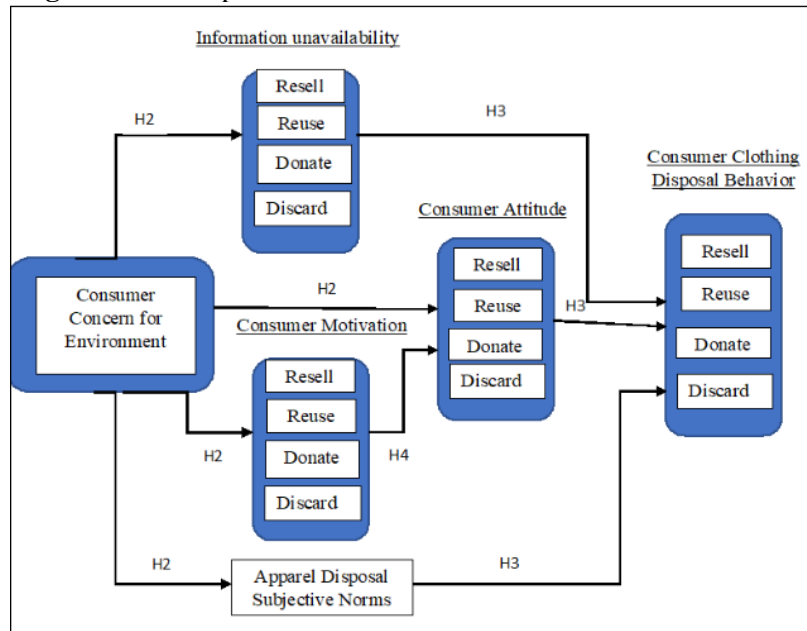 Information unavailability
Resell
Reuse
Donate
Discard
H2
H3
Consumer Clothing
Disposal Behavior
Resell
Reuse
Donate
Discard
Consumer Attitude
Resell
Reuse
Donate
Discard
H3
Consumer
Concern for
Environment
H2
Consumer Motivation
Resell
Reuse
Donate
Discard
H2
H4
H2
Apparel Disposal
Subjective Norms
H3